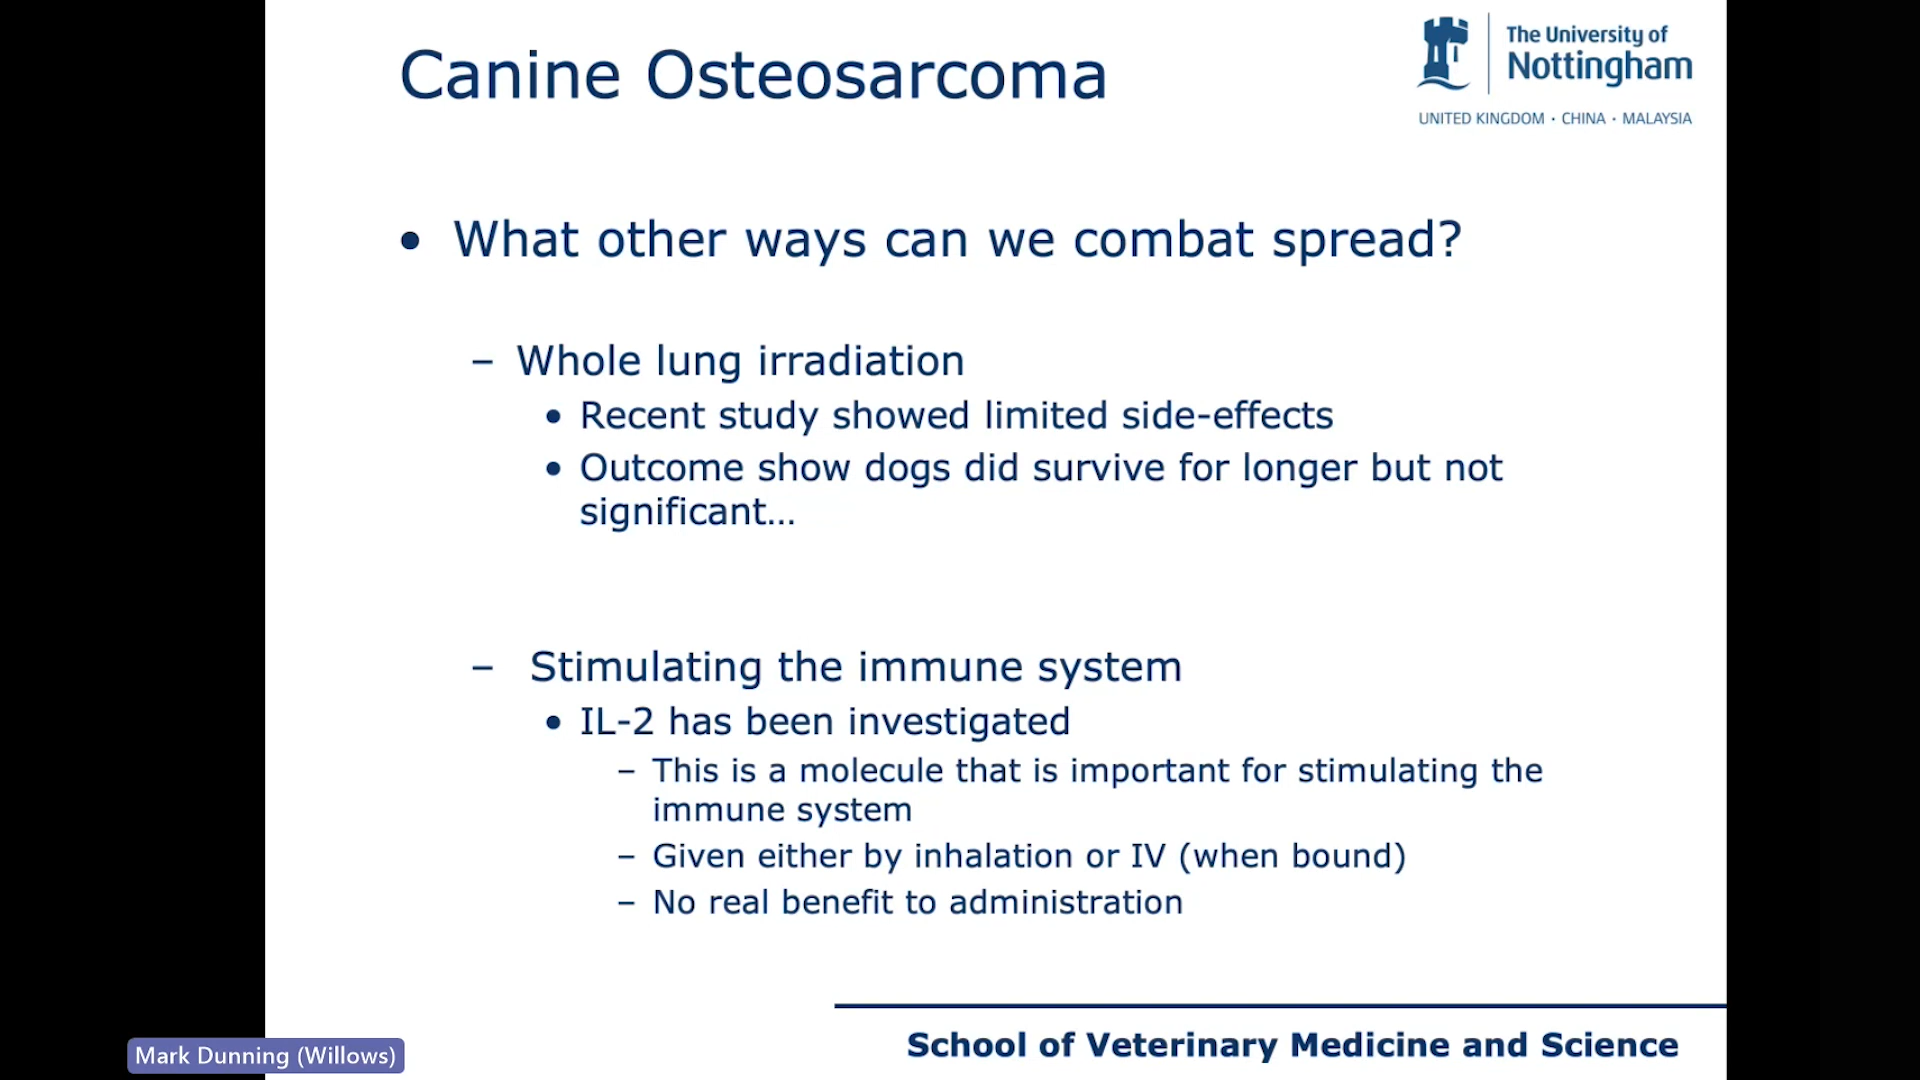 Canine Osteosarcoma
The University of
Nottingham
UNITED KINGDOM · CHINA · MALAYSIA
• What other ways can we combat spread?
– Whole lung irradiation
• Recent study showed limited side-effects
• Outcome show dogs did survive for longer but not
significant...
– Stimulating the immune system
• IL-2 has been investigated
– This is a molecule that is important for stimulating the
immune system
– Given either by inhalation or IV (when bound)
– No real benefit to administration
School of Veterinary Medicine and Science
Mark Dunning (Willows)